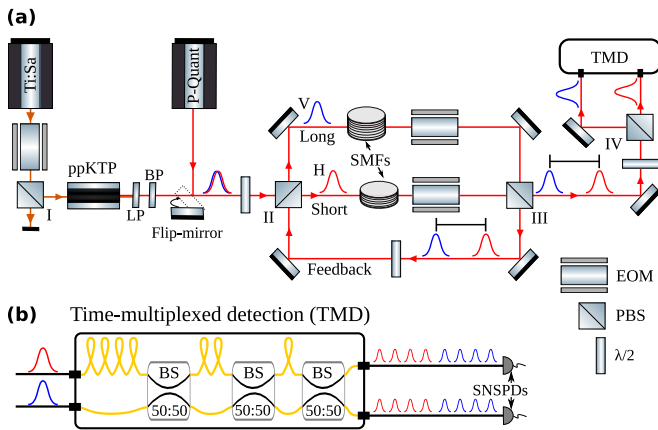 (a)
Ti:Sa
P-Quant
TMD
V
Long
SMFs
ppKTP
BP
LP
I
Flip-mirror
II
H
Short
III
IV
Feedback
EOM
PBS
λ/2
(b)
Time-multiplexed detection (TMD)
BS
BS
BS
50:50
50:50
50:50
SNSPDs